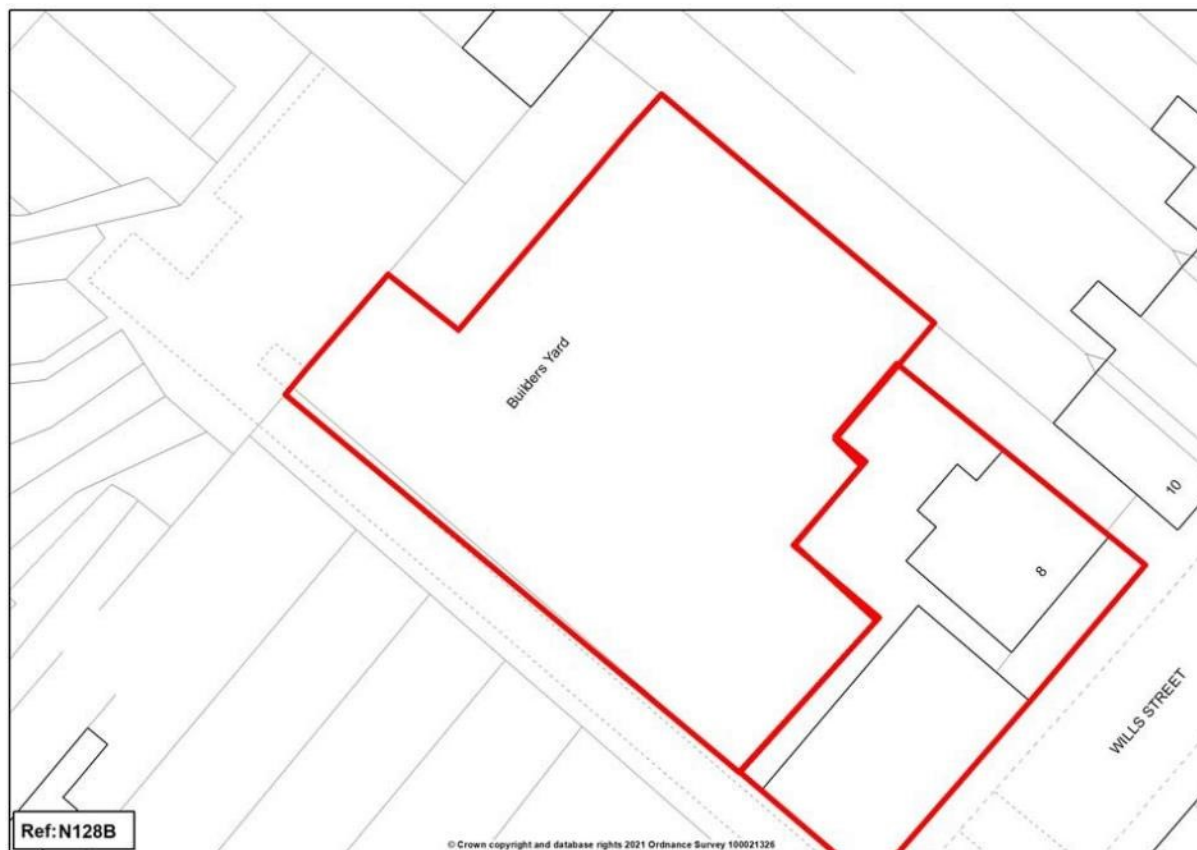 Builders Yard
10
8
WILLS STREET
Ref:N128B
© Crown copyright and database rights 2021 Ordnance Survey 100021326